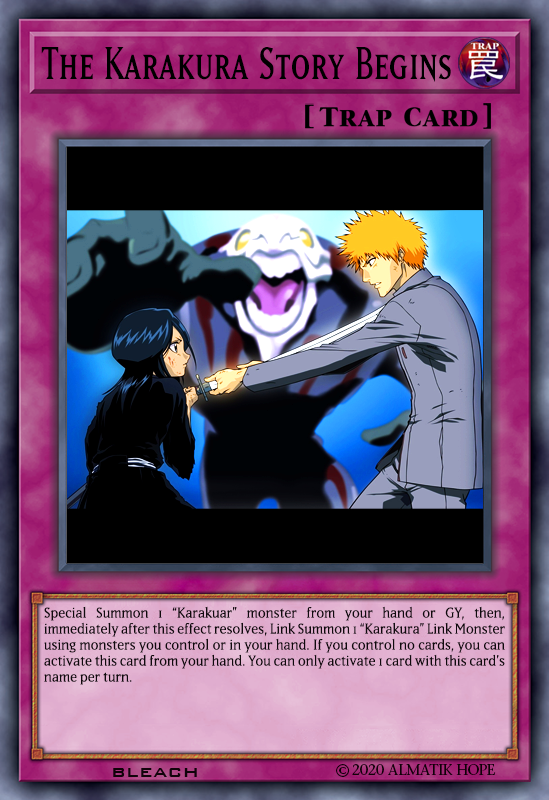 The Karakura Story Begins
TRAP
罠
[Trap Card]
Special Summon 1 “Karakuar” monster from your hand or GY, then,
immediately after this effect resolves, Link Summon 1 “Karakura” Link Monster
using monsters you control or in your hand. If you control no cards, you can
activate this card from your hand. You can only activate 1 card with this card’s
name per turn.
BLEACH
©2020 ALMATIK HOPE